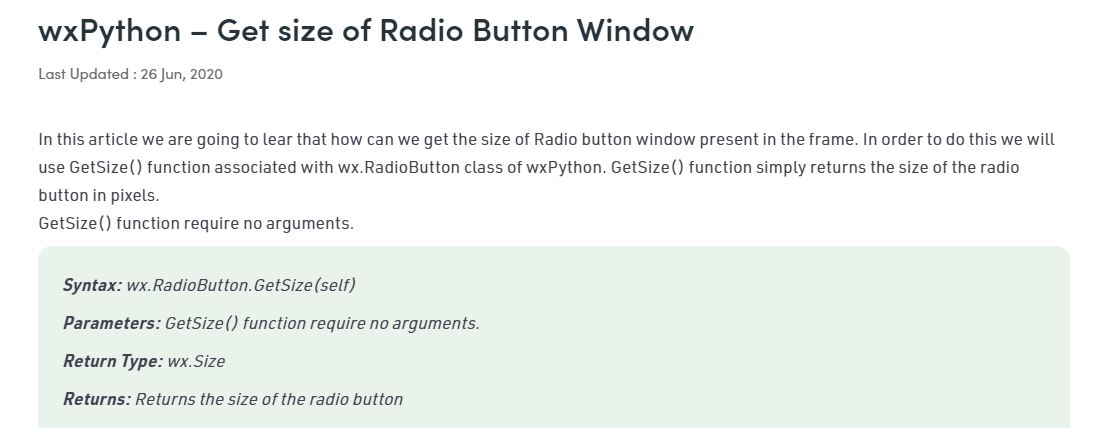 wxPython – Get size of Radio Button Window
Last Updated : 26 Jun, 2020
In this article we are going to lear that how can we get the size of Radio button window present in the frame. In order to do this we will
use GetSize() function associated with wx.RadioButton class of wxPython. GetSize() function simply returns the size of the radio
button in pixels.
GetSize() function require no arguments.
Syntax: wx.RadioButton.GetSize(self)
Parameters: GetSize() function require no arguments.
Return Type: wx.Size
Returns: Returns the size of the radio button